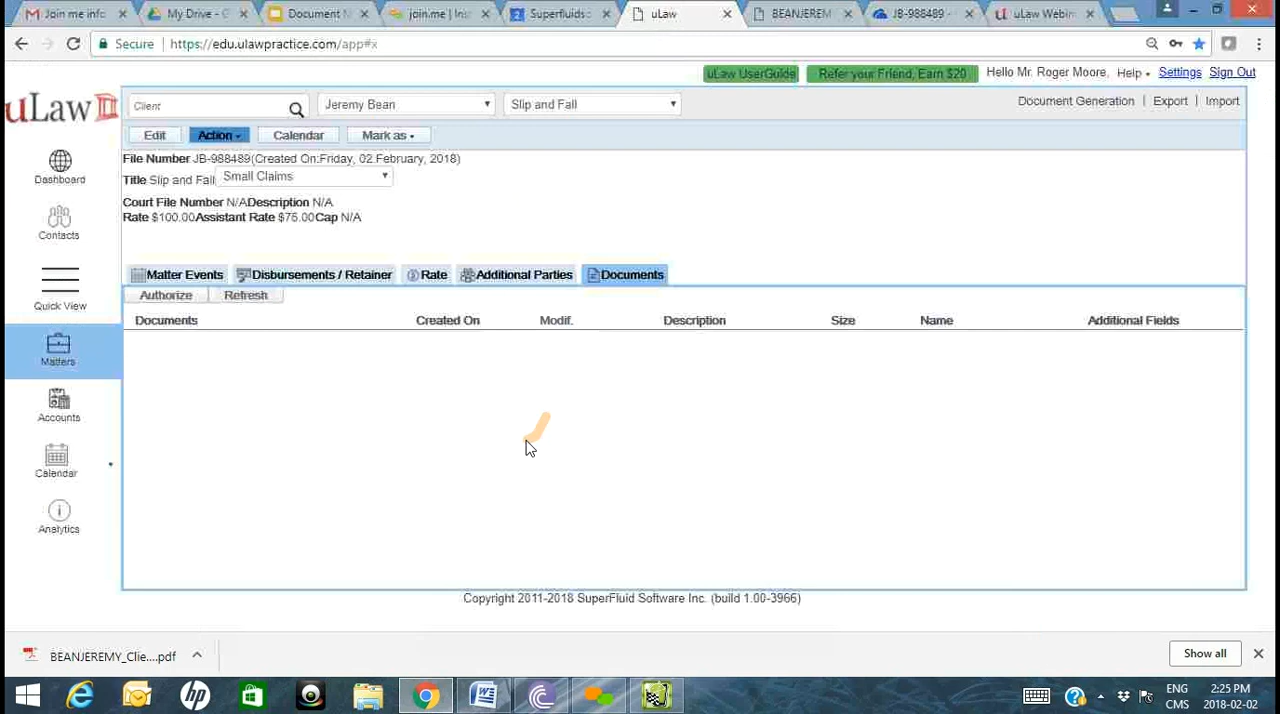 Join me info
My Drive - G
Document M
join.me | Ins
Superfluids
uLaw
BEANJEREM
JB-988489 -
uLaw Webin
Secure
https://edu.ulawpractice.com/app#x
uLaw UserGuide
Refer your Friend, Earn $20
Hello Mr. Roger Moore,
Help
Settings
Sign Out
uLaw
Client
Jeremy Bean
Slip and Fall
Document Generation | Export | Import
Edit
Action
Calendar
Mark as
File Number JB-988489(Created On:Friday, 02 February, 2018)
Title Slip and Fall
Small Claims
Court File Number N/ADescription N/A
Rate $100.00Assistant Rate $75.00Cap N/A
Dashboard
Contacts
Quick View
Matters
Accounts
Calendar
Analytics
Matter Events
Disbursements / Retainer
Rate
Additional Parties
Documents
Authorize
Refresh
Documents
Created On
Modif.
Description
Size
Name
Additional Fields
Copyright 2011-2018 SuperFluid Software Inc. (build 1.00-3966)
BEANJEREMY_Clie....pdf
Show all
ENG
CMS
2:25 PM
2018-02-02